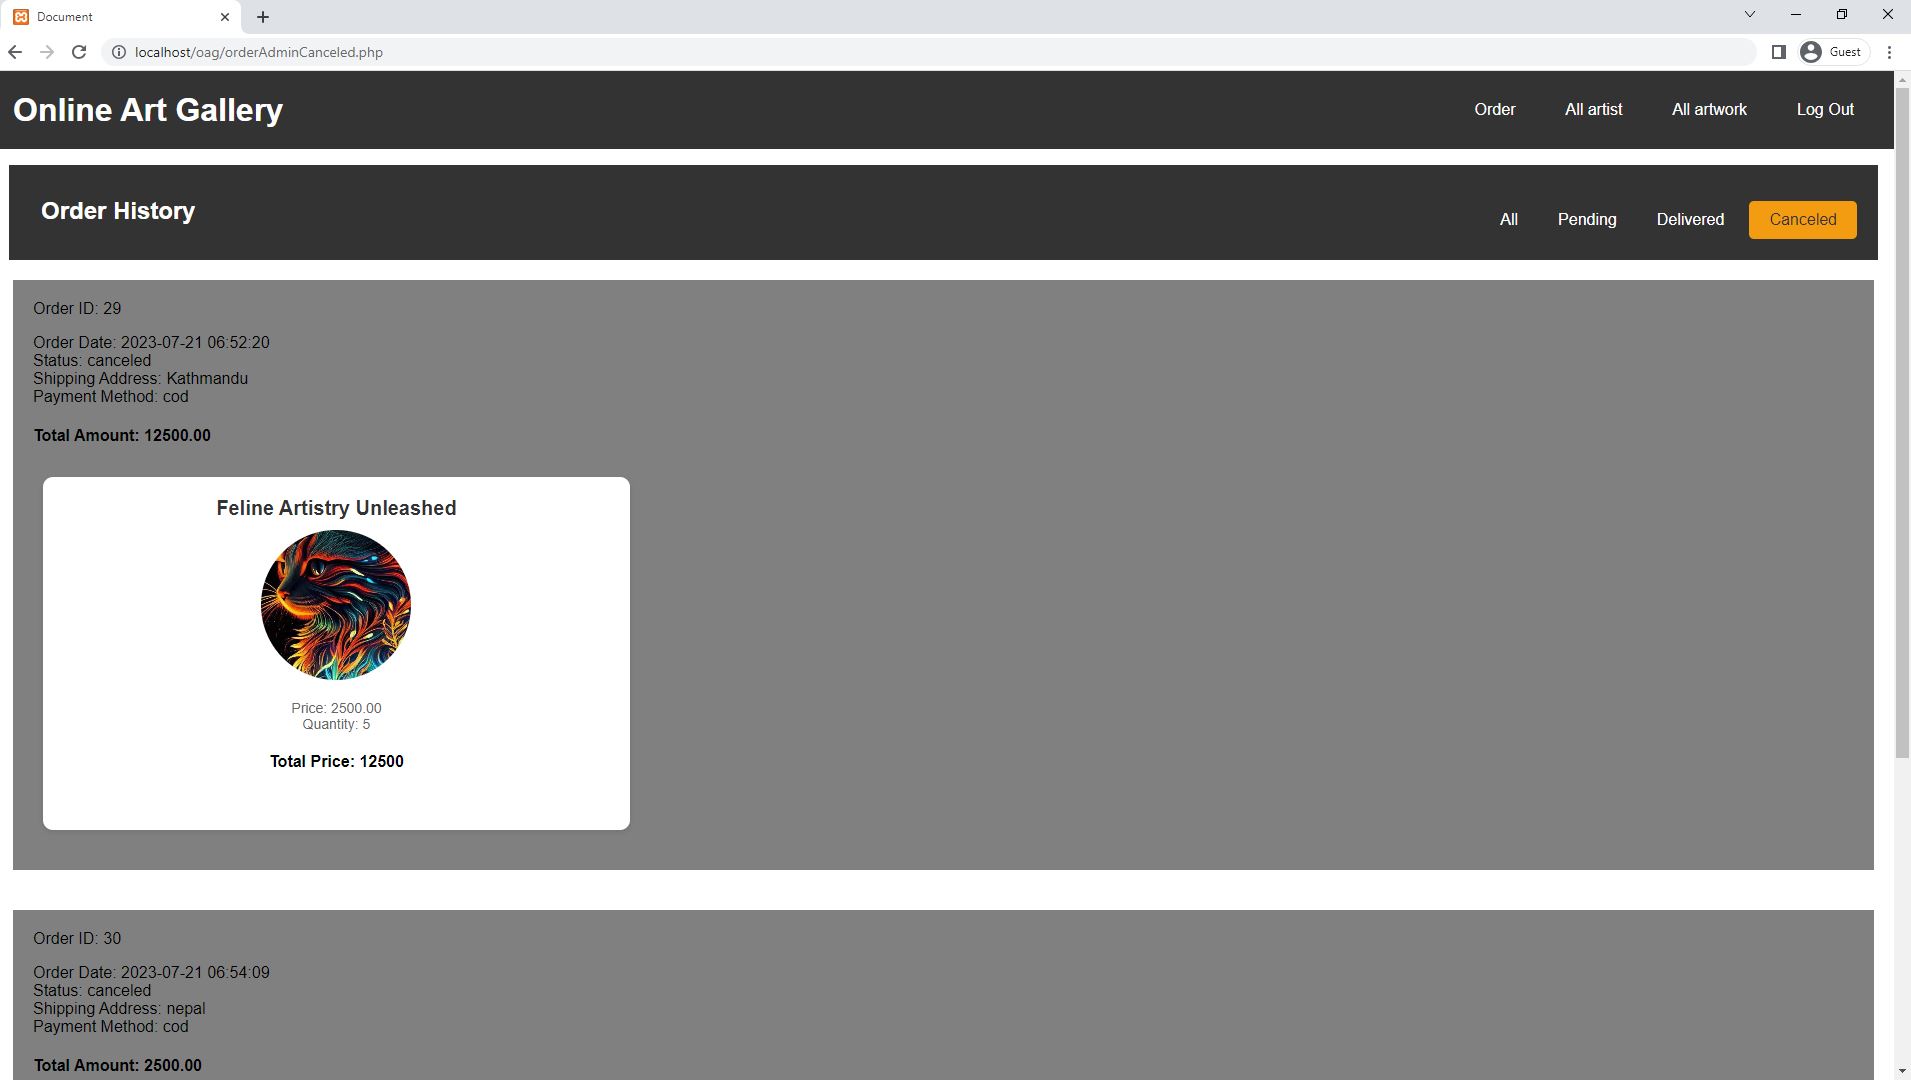 Document
localhost/oag/orderAdminCanceled.php
Guest
Online Art Gallery
Order
All artist
All artwork
Log Out
Order History
All
Pending
Delivered
Canceled
Order ID: 29
Order Date: 2023-07-21 06:52:20
Status: canceled
Shipping Address: Kathmandu
Payment Method: cod
Total Amount: 12500.00
Feline Artistry Unleashed
Price: 2500.00
Quantity: 5
Total Price: 12500
Order ID: 30
Order Date: 2023-07-21 06:54:09
Status: canceled
Shipping Address: nepal
Payment Method: cod
Total Amount: 2500.00